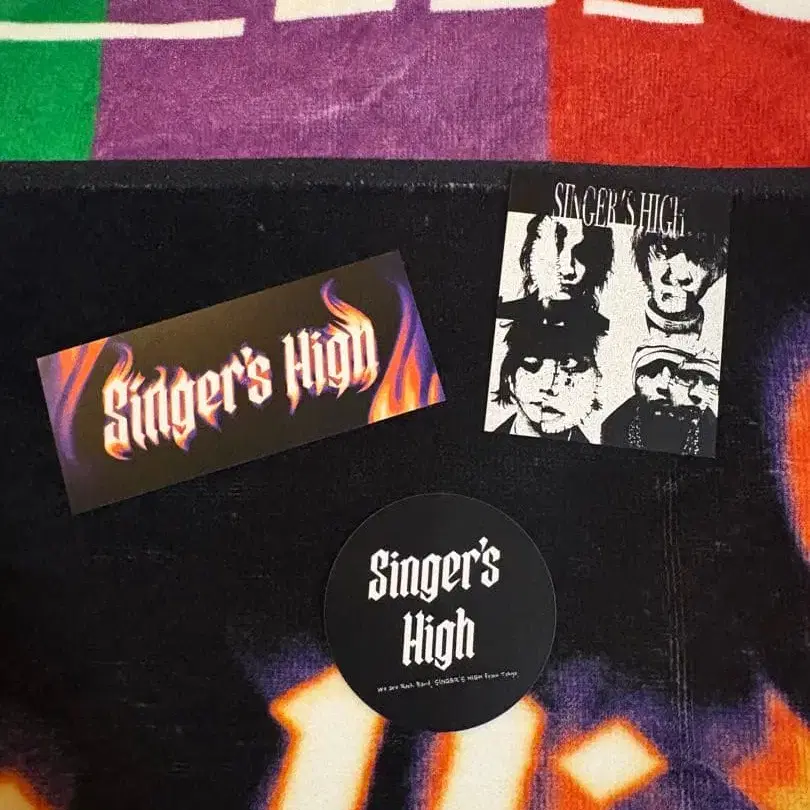 SINGER'S HIGH
Singer's High
Singer's
High
We are Rock Band, SINGER'S HIGH from Tokyo.